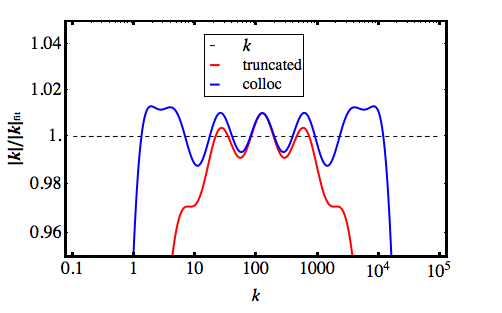 k
truncated
colloc
1.04
1.02
1
0.98
0.96
|k|/|k|fit
0.1 1 10 100 1000 10^4 10^5
k